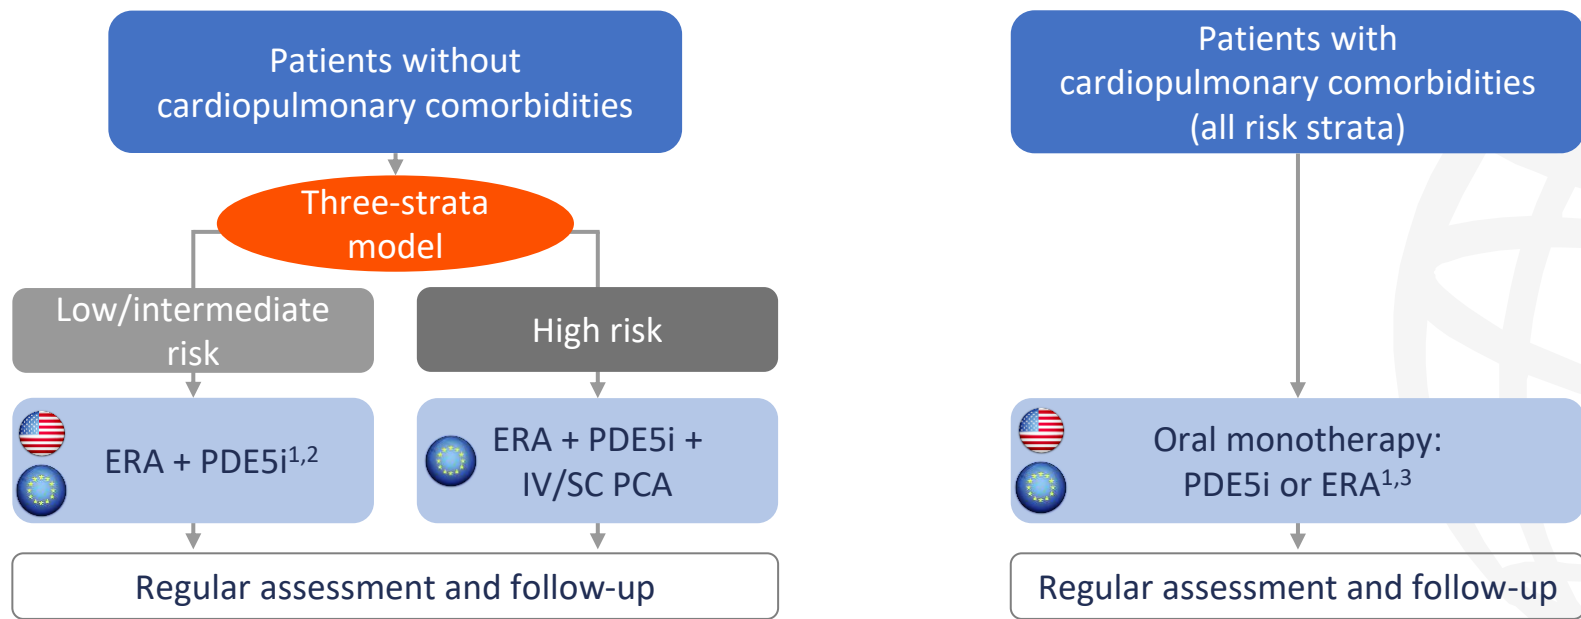 Patients without
cardiopulmonary comorbidities
Three-strata
model
Low/intermediate
risk
High risk
ERA + PDE5i1,2
ERA + PDE5i +
IV/SC PCA
Regular assessment and follow-up
Patients with
cardiopulmonary comorbidities
(all risk strata)
Oral monotherapy:
PDE5i or ERA1,3
Regular assessment and follow-up